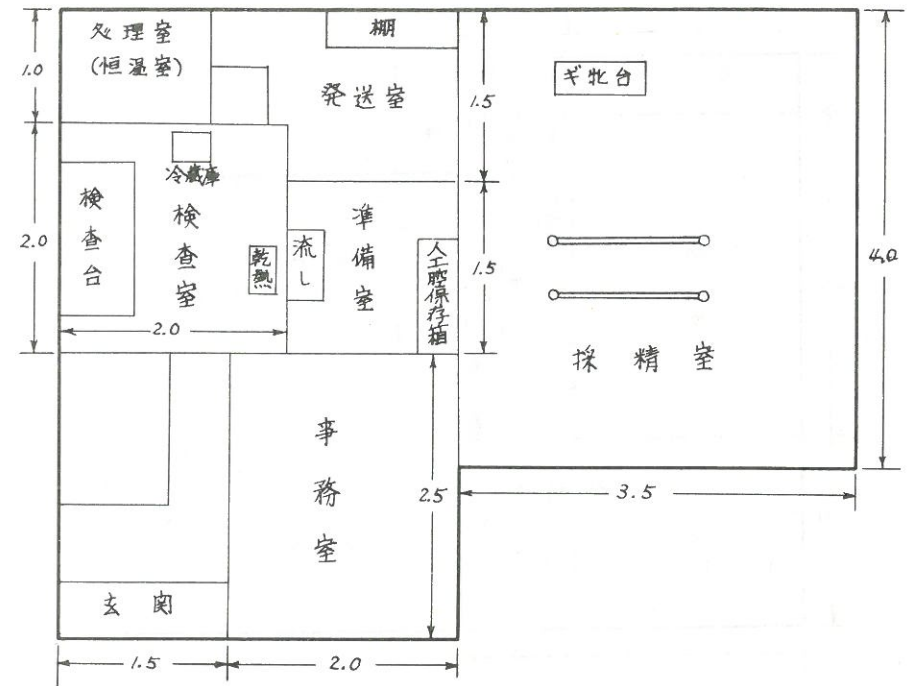 処理室
(恒温室)
棚
発送室
ギ牝台
1.0
1.5
4.0
冷蔵庫
検査台
検査室
乾熱
流し
準備室
人工腟保存箱
2.0
1.5
2.0
採精室
事務室
2.5
3.5
玄関
1.5
2.0